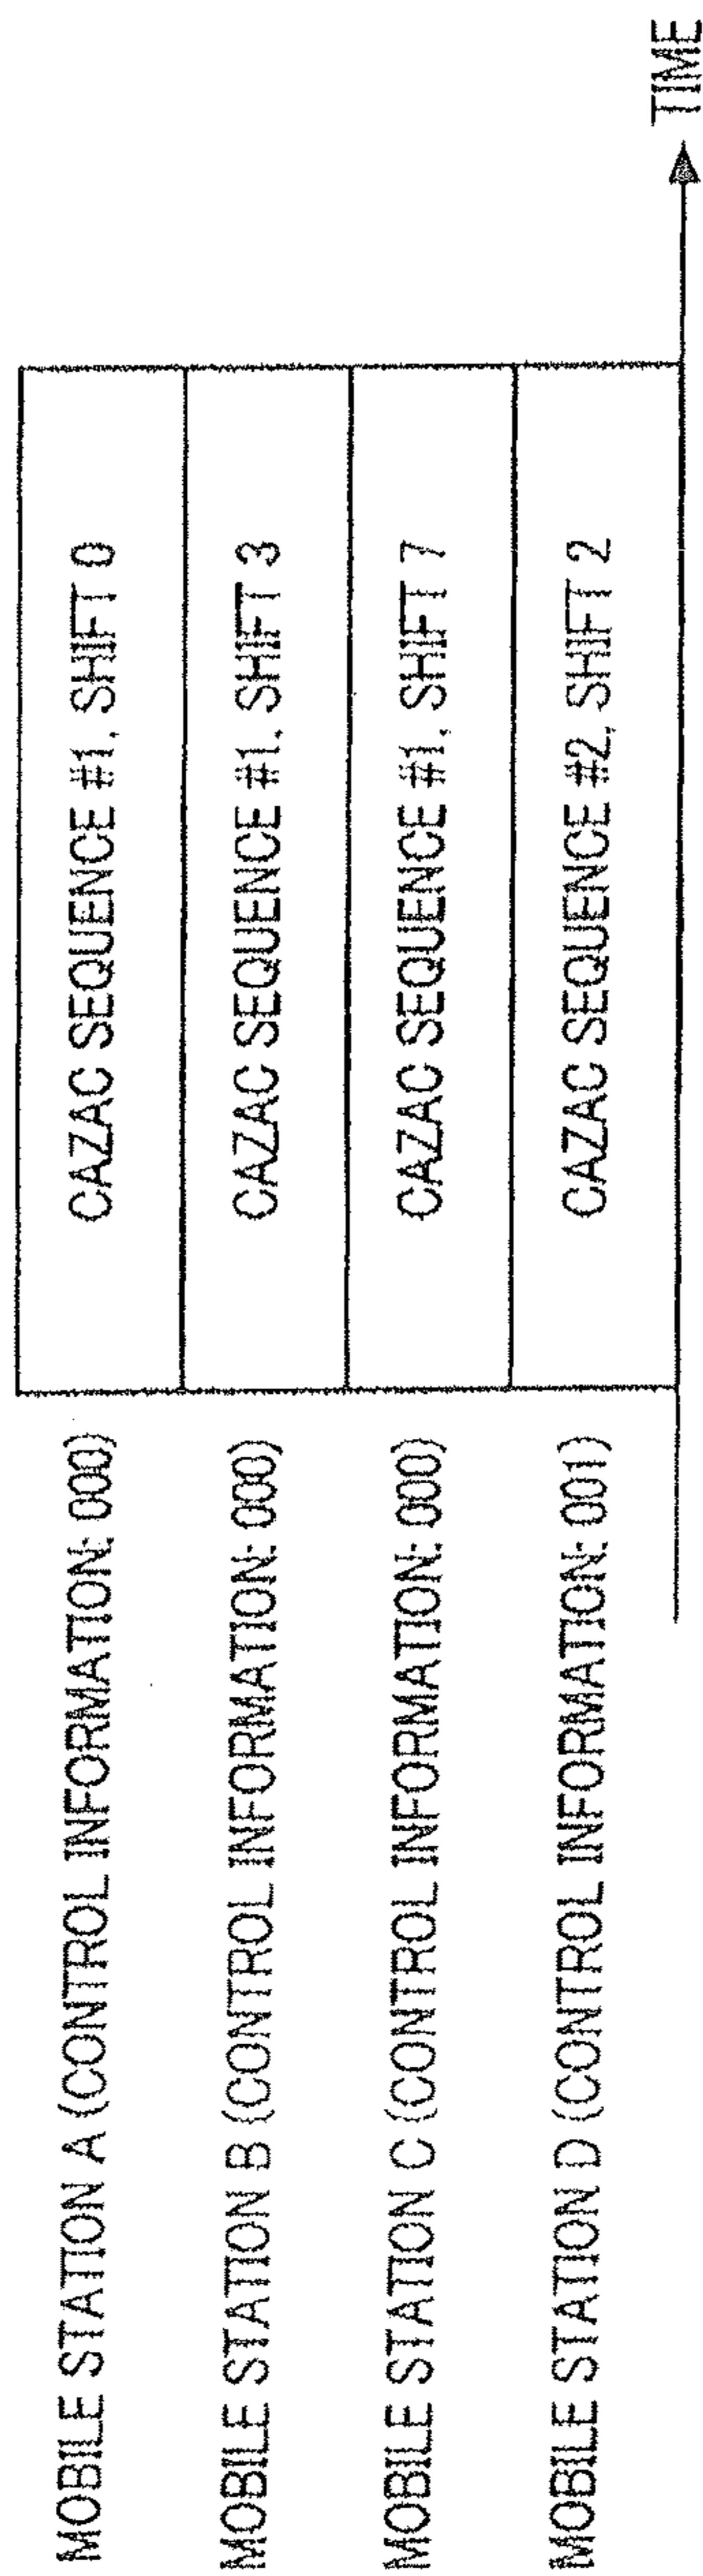 MOBILE STATION A (CONTROL INFORMATION: 000) CAZAC SEQUENCE #1, SHIFT 0
MOBILE STATION B (CONTROL INFORMATION: 000) CAZAC SEQUENCE #1, SHIFT 3
MOBILE STATION C (CONTROL INFORMATION: 000) CAZAC SEQUENCE #1, SHIFT 7
MOBILE STATION D (CONTROL INFORMATION: 001) CAZAC SEQUENCE #2, SHIFT 2
TIME